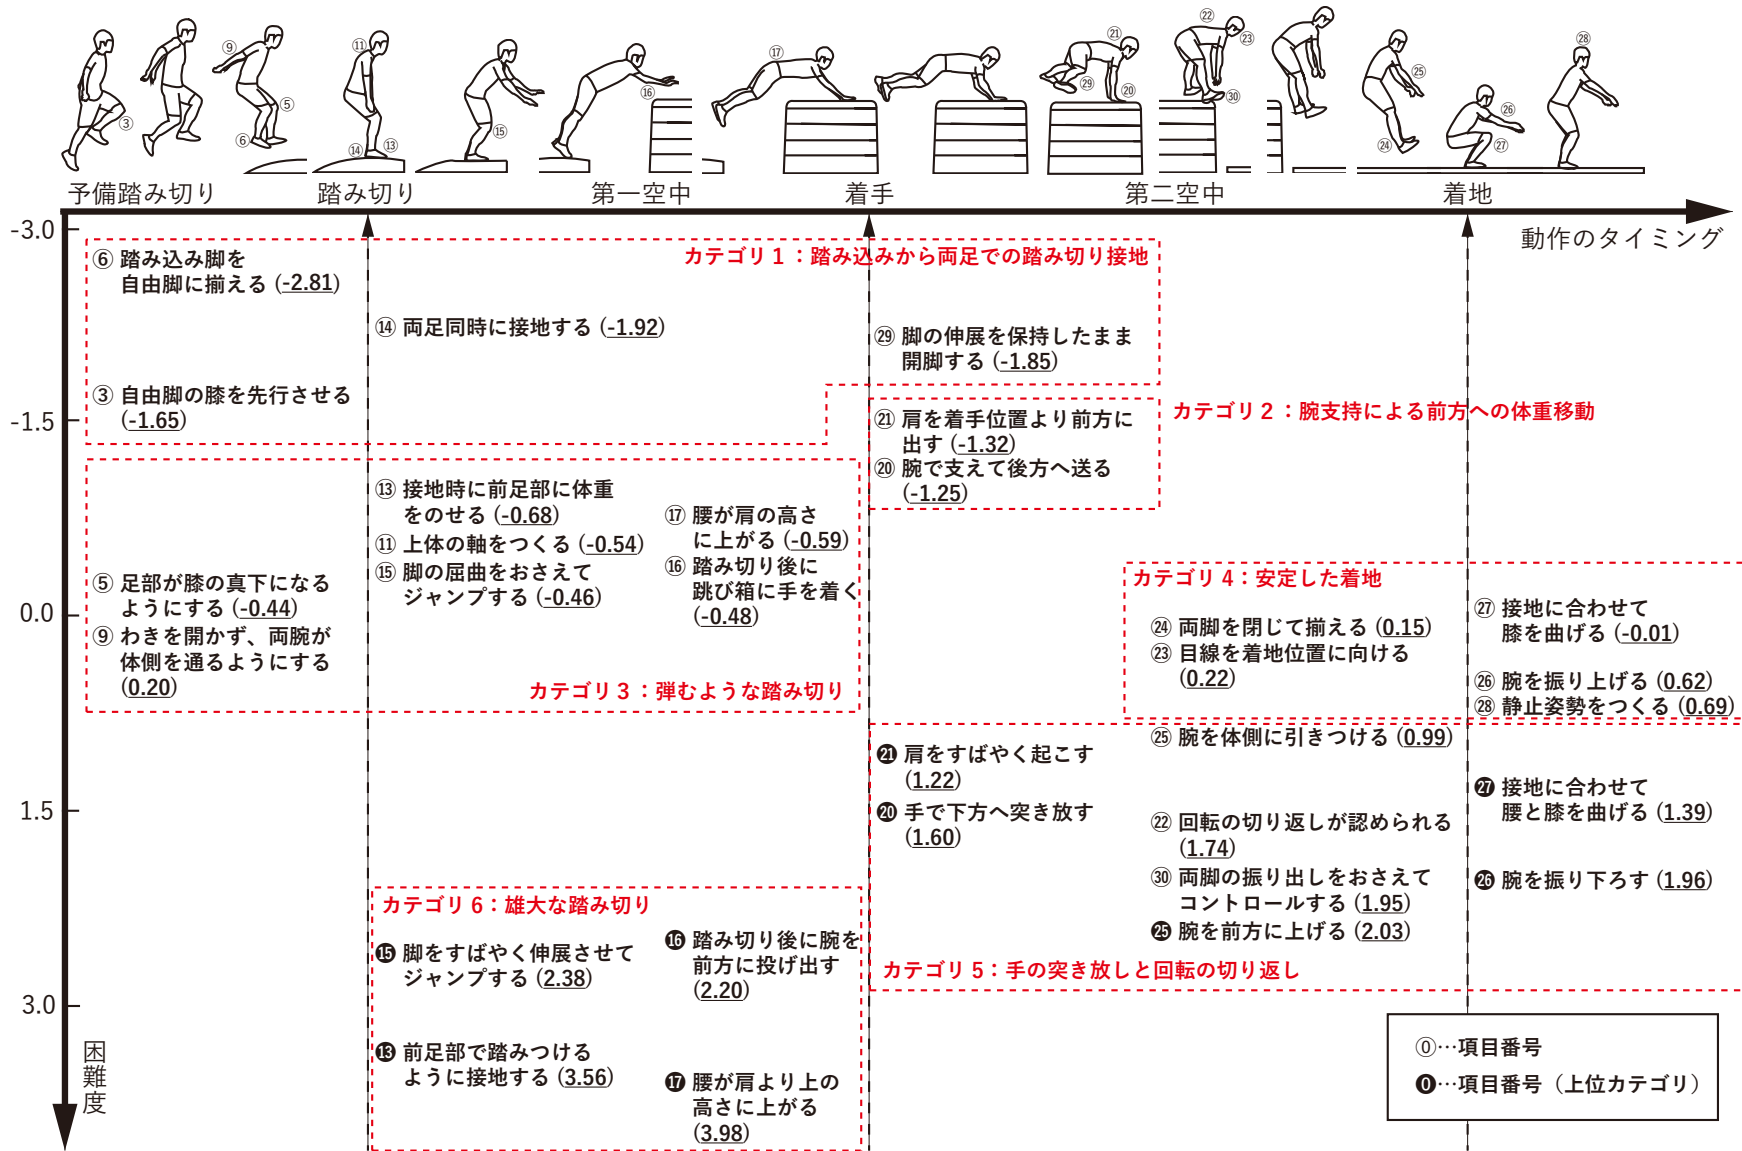 ⑨
⑪
⑰
㉑
㉒
㉓
㉘
③
⑤
⑥
⑭
⑬
⑮
⑯
㉙
⑳
㉚
㉕
㉔
㉖
㉗
予備踏み切り
踏み切り
第一空中
着手
第二空中
着地
動作のタイミング
-3.0
-1.5
0.0
1.5
3.0
困難度
カテゴリ1：踏み込みから両足での踏み切り接地
⑥ 踏み込み脚を
自由脚に揃える (-2.81)
⑭ 両足同時に接地する (-1.92)
㉙ 脚の伸展を保持したまま
開脚する (-1.85)
③ 自由脚の膝を先行させる
(-1.65)
カテゴリ2：腕支持による前方への体重移動
㉑ 肩を着手位置より前方に
出す (-1.32)
⑳ 腕で支えて後方へ送る
(-1.25)
⑬ 接地時に前足部に体重
をのせる (-0.68)
⑪ 上体の軸をつくる (-0.54)
⑮ 脚の屈曲をおさえて
ジャンプする (-0.46)
⑰ 腰が肩の高さ
に上がる (-0.59)
⑯ 踏み切り後に
跳び箱に手を着く
(-0.48)
⑤ 足部が膝の真下になる
ようにする (-0.44)
⑨ わきを開かず、両腕が
体側を通るようにする
(0.20)
カテゴリ3：弾むような踏み切り
カテゴリ4：安定した着地
㉔ 両脚を閉じて揃える (0.15)
㉓ 目線を着地位置に向ける
(0.22)
㉗ 接地に合わせて
膝を曲げる (-0.01)
㉖ 腕を振り上げる (0.62)
㉘ 静止姿勢をつくる (0.69)
㉑ 肩をすばやく起こす
(1.22)
⓴ 手で下方へ突き放す
(1.60)
㉕ 腕を体側に引きつける (0.99)
㉒ 回転の切り返しが認められる
(1.74)
㉚ 両脚の振り出しをおさえて
コントロールする (1.95)
㉕ 腕を前方に上げる (2.03)
㉗ 接地に合わせて
腰と膝を曲げる (1.39)
㉖ 腕を振り下ろす (1.96)
カテゴリ5：手の突き放しと回転の切り返し
カテゴリ6：雄大な踏み切り
⓯ 脚をすばやく伸展させて
ジャンプする (2.38)
⓰ 踏み切り後に腕を
前方に投げ出す
(2.20)
⓭ 前足部で踏みつける
ように接地する (3.56)
⓱ 腰が肩より上の
高さに上がる
(3.98)
⓪…項目番号
⓿…項目番号（上位カテゴリ）